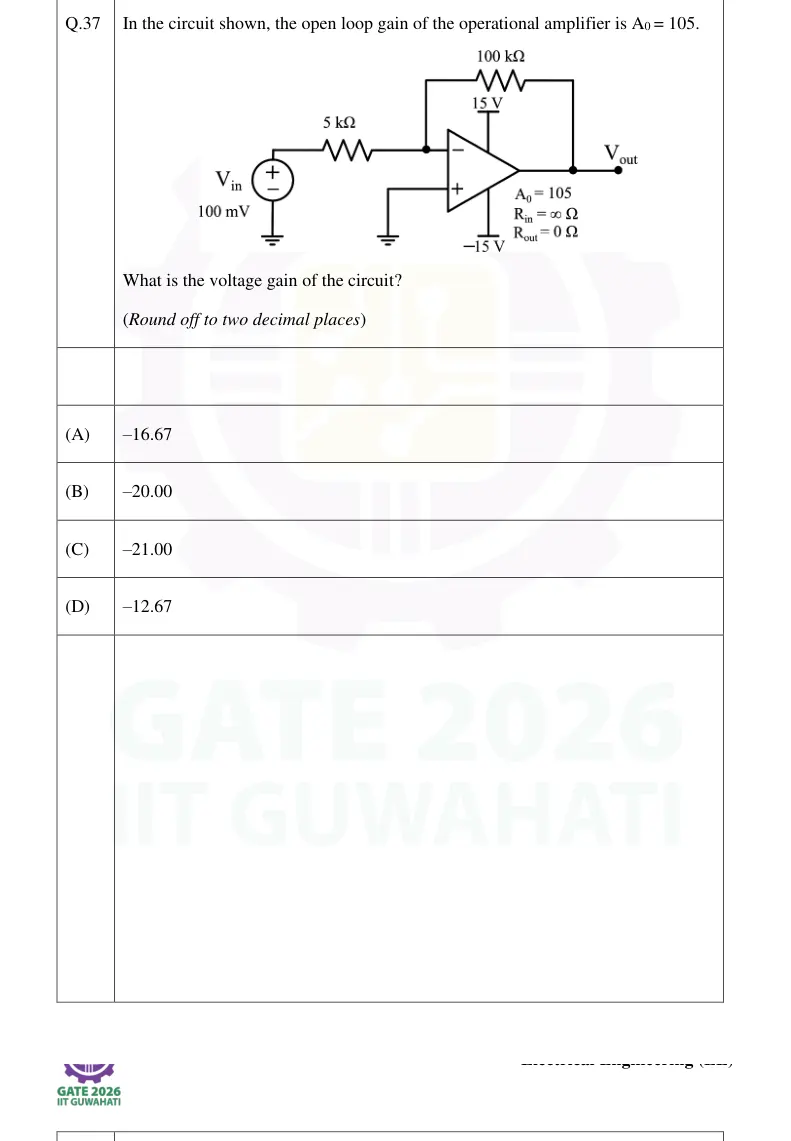 Q.37 In the circuit shown, the open loop gain of the operational amplifier is A0 = 105.
100 kΩ
15 V
5 kΩ
Vout
Vin
+
−
−
+
100 mV
A0 = 105
Rin = ∞ Ω
Rout = 0 Ω
−15 V
What is the voltage gain of the circuit?
(Round off to two decimal places)
(A) –16.67
(B) –20.00
(C) –21.00
(D) –12.67
GATE 2026
IIT GUWAHATI
GATE 2026
IIT GUWAHATI